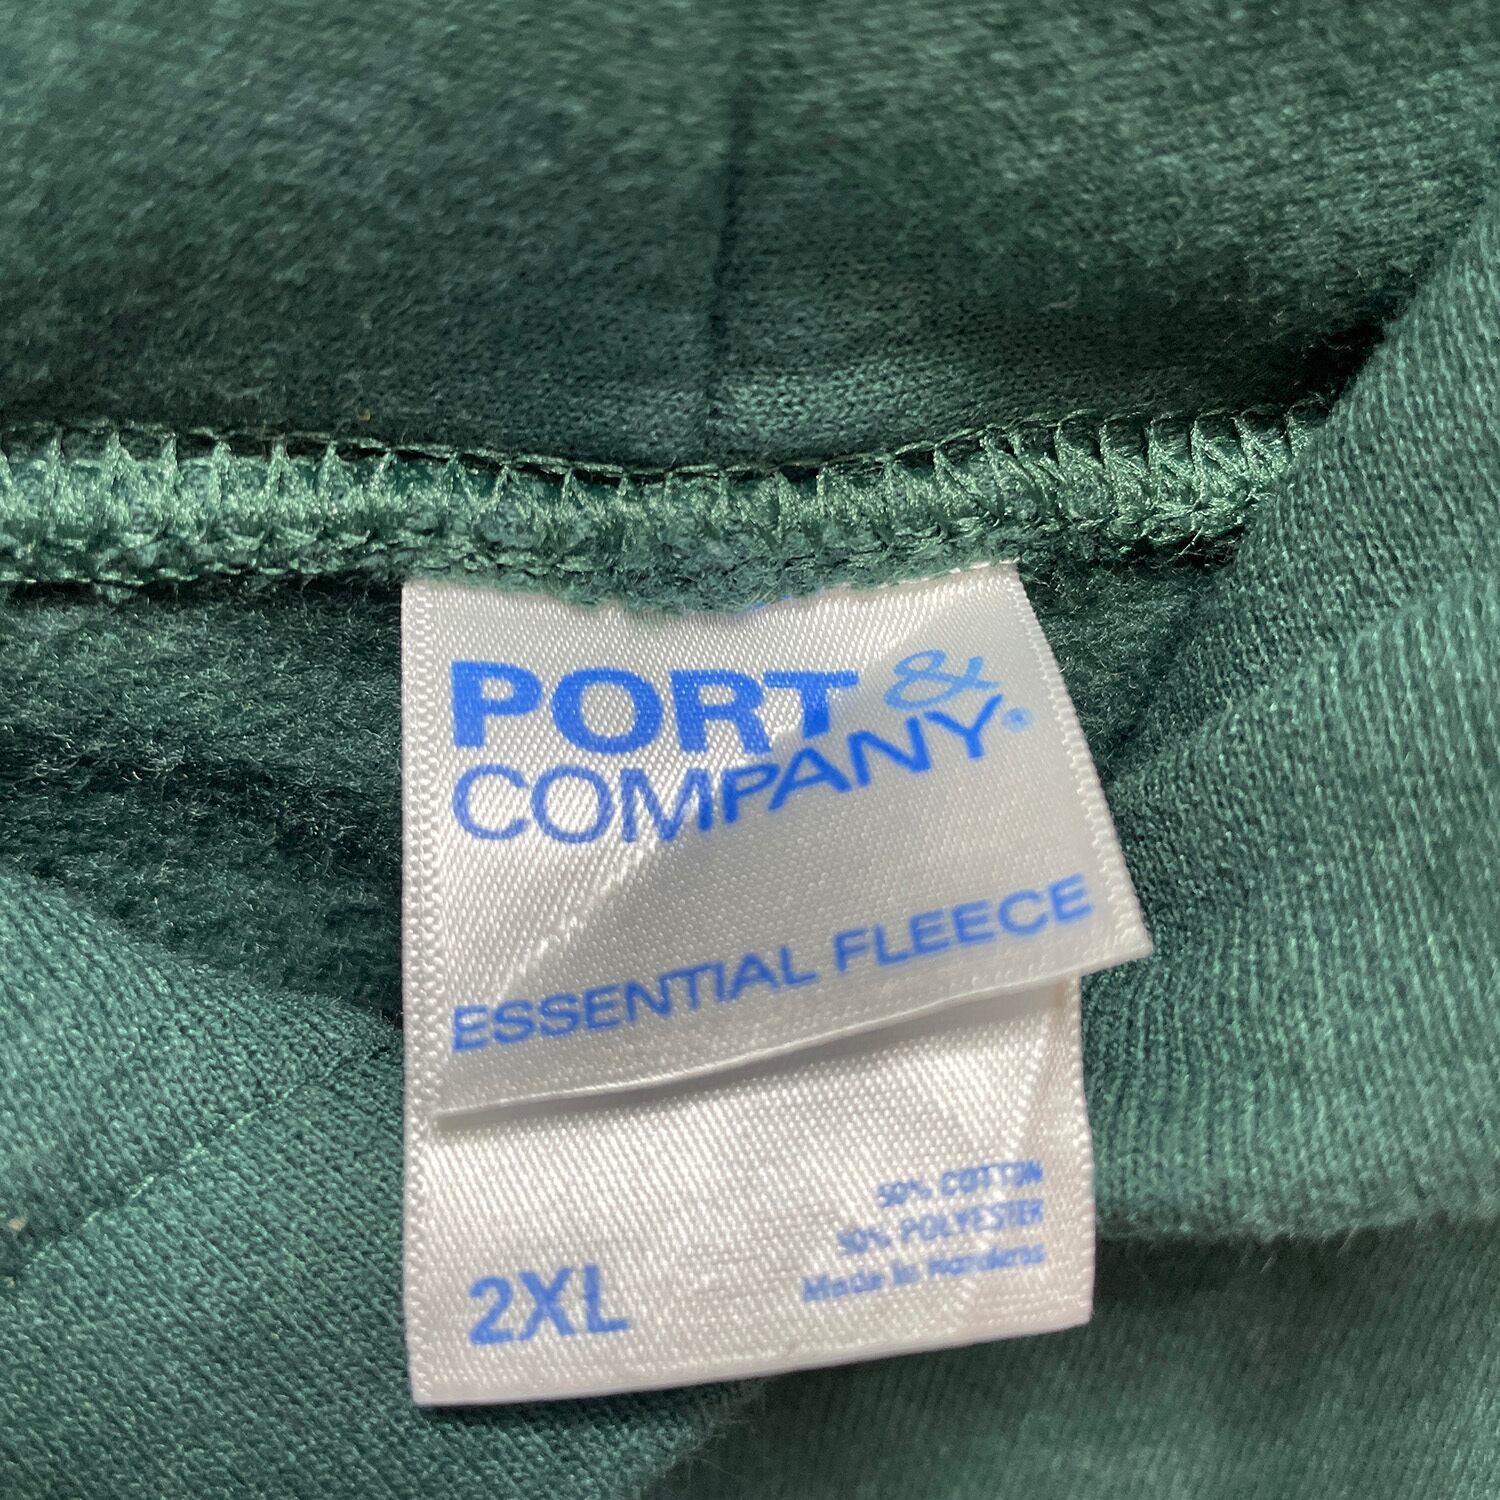 PORT &
COMPANY®
ESSENTIAL FLEECE
50% COTTON
50% POLYESTER
Made in Honduras
2XL